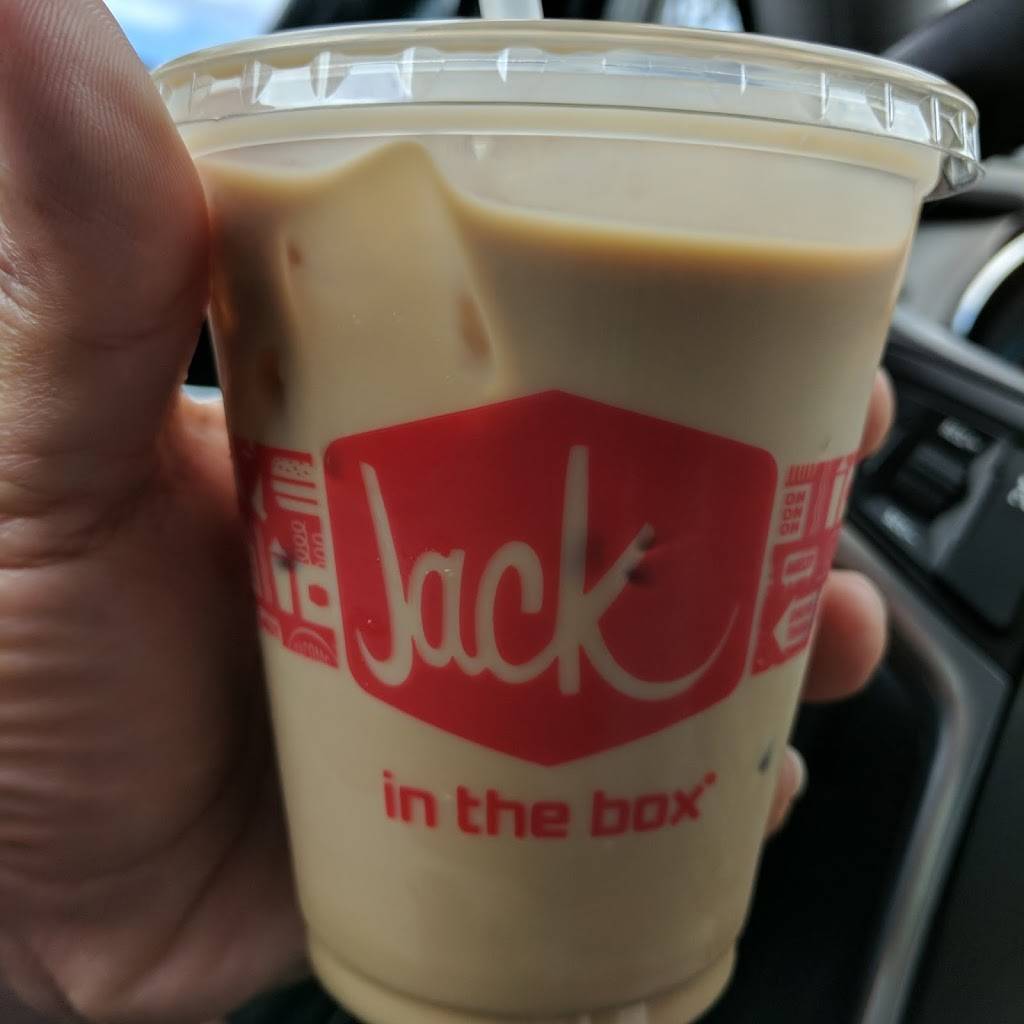 Jack
in the box